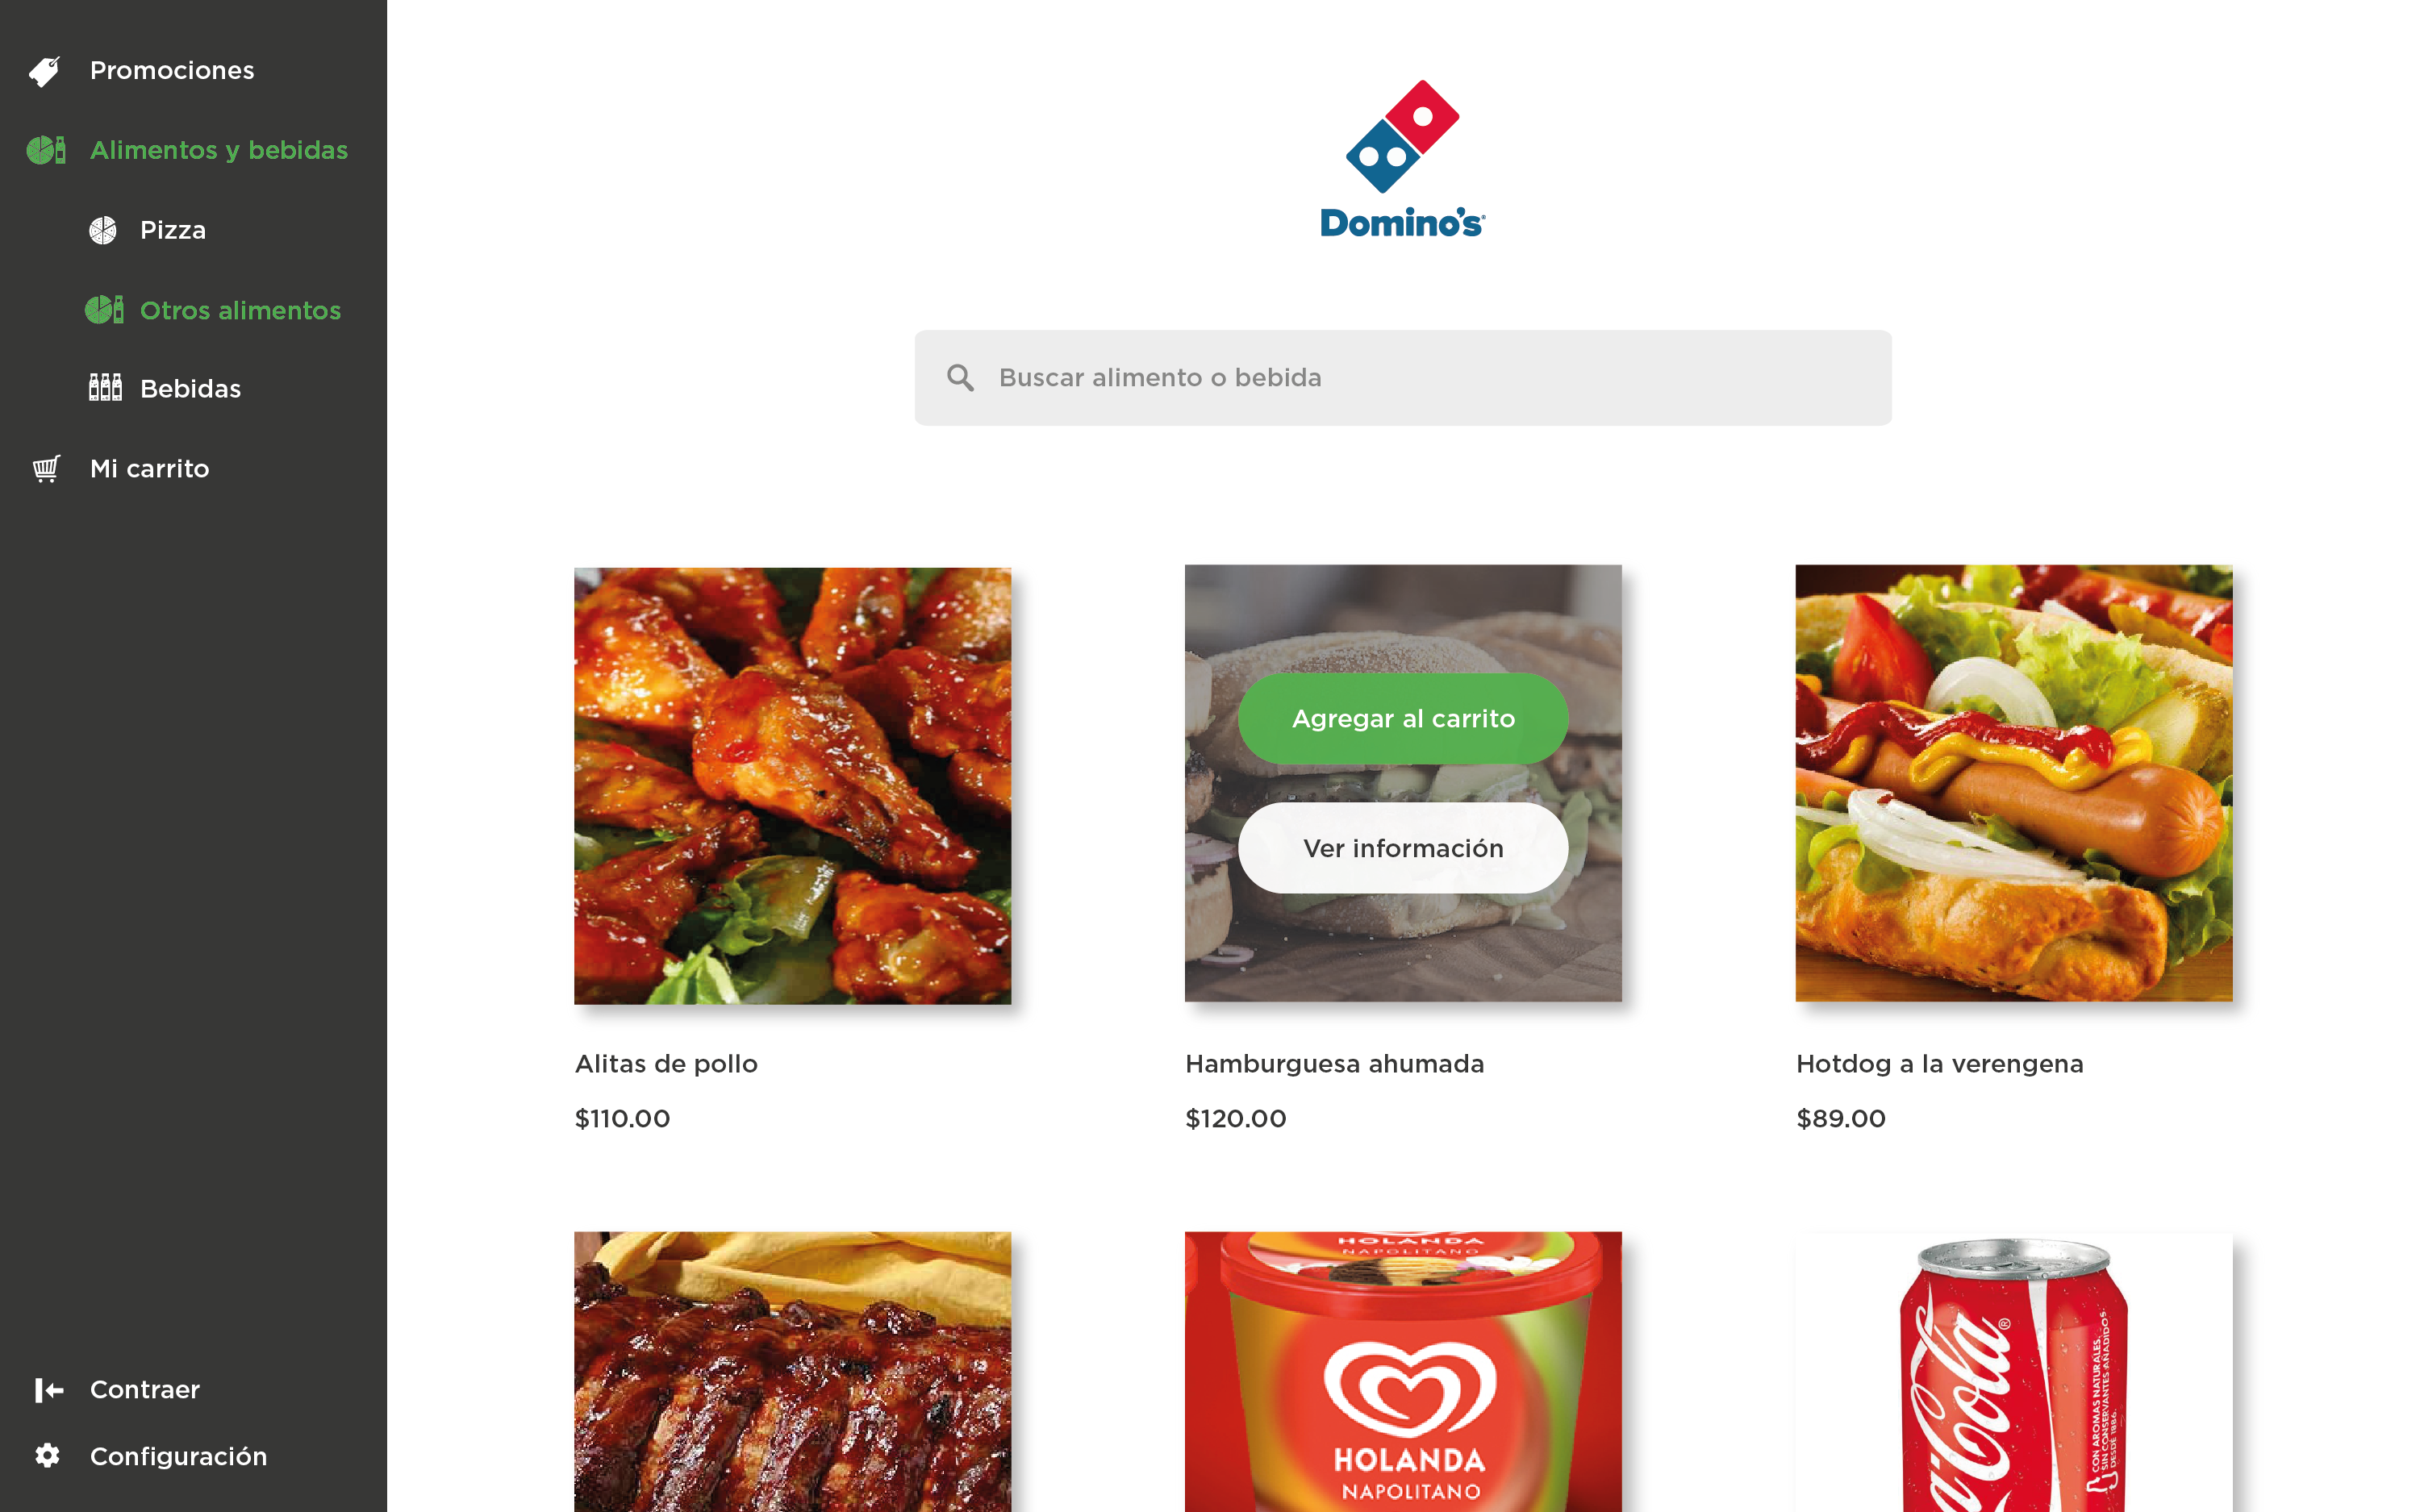 Promociones
Alimentos y bebidas
Pizza
Otros alimentos
Bebidas
Mi carrito
Contraer
Configuración
Domino's®
Buscar alimento o bebida
Agregar al carrito
Ver información
Alitas de pollo
$110.00
Hamburguesa ahumada
$120.00
Hotdog a la verengena
$89.00
HOLANDA
NAPOLITANO
HOLANDA
NAPOLITANO
a-Cola®
CON AROMAS NATURALES.
SIN CONSERVANTES AÑADIDOS
DESDE 1886.